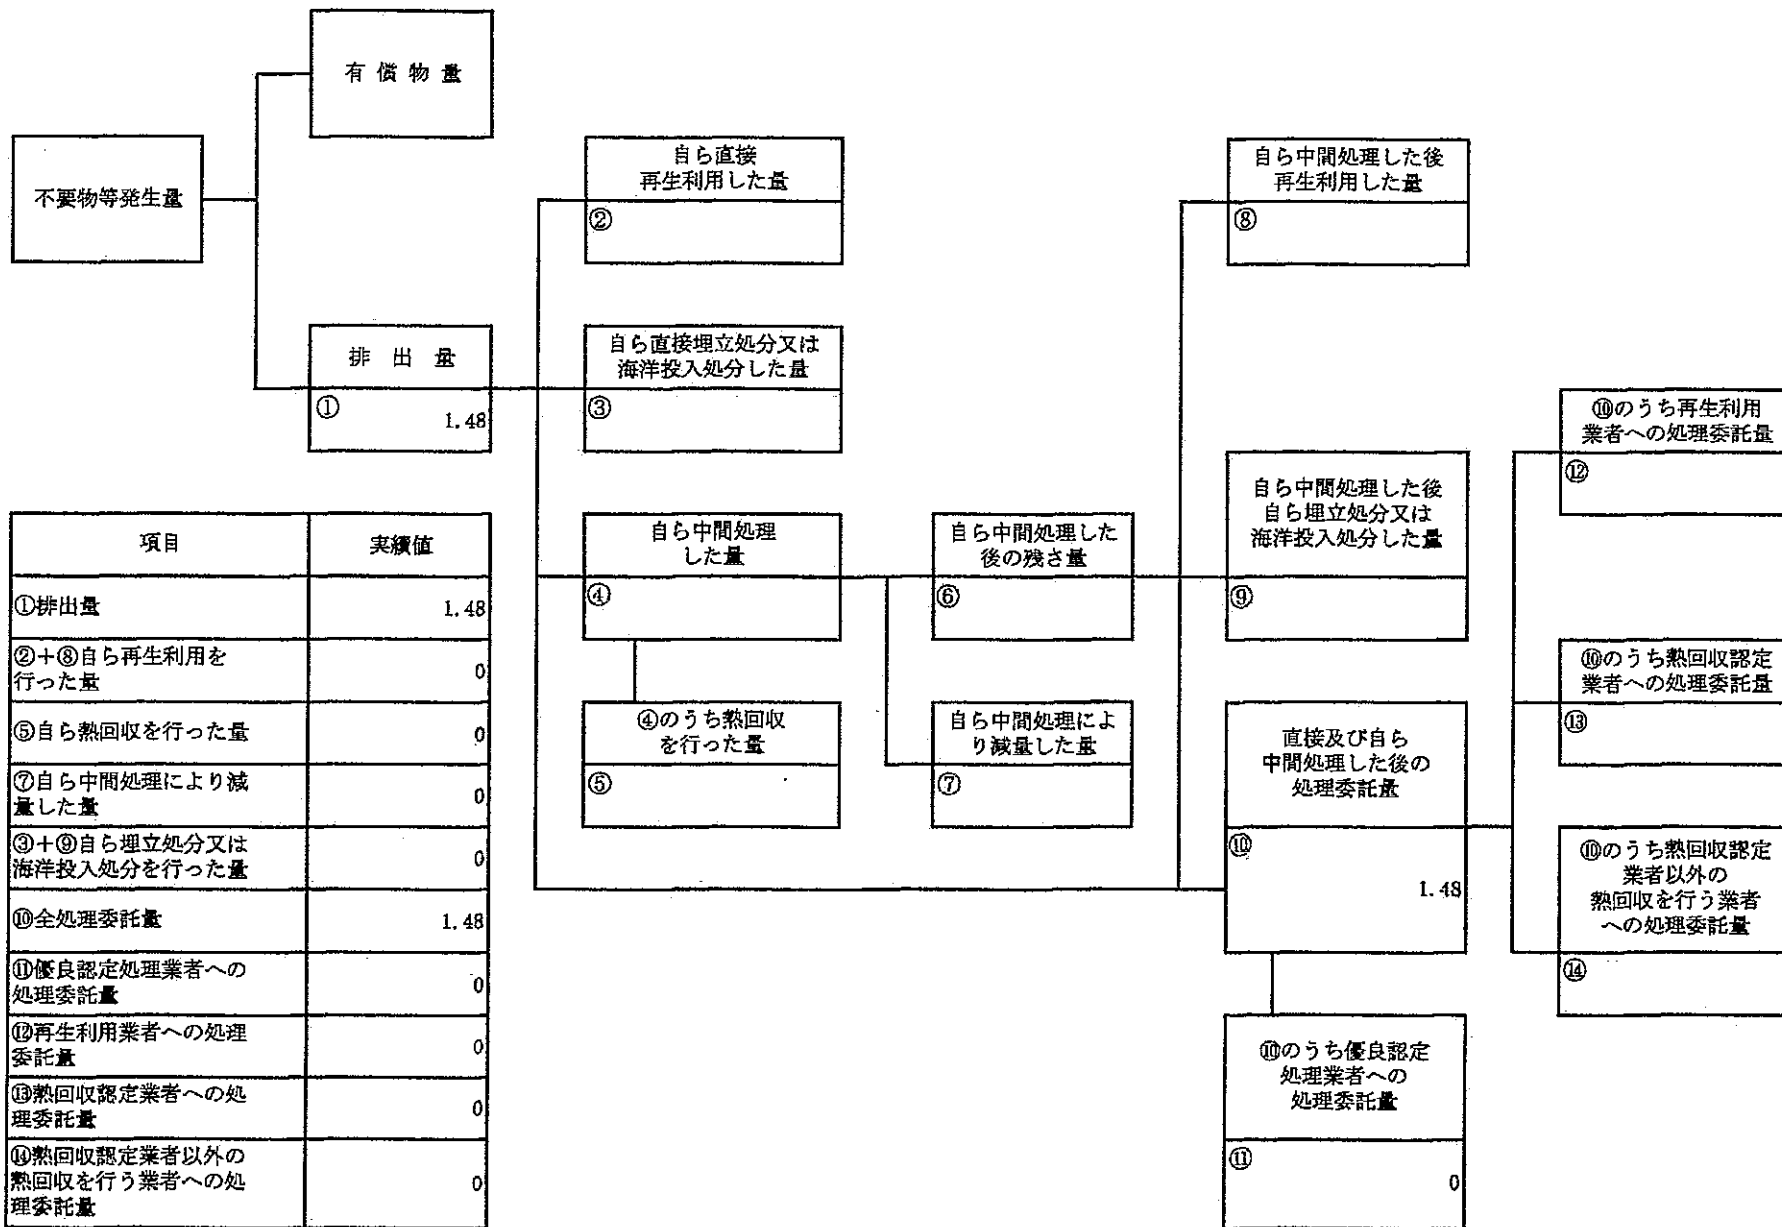 有償物量
不要物等発生量
自ら直接
再生利用した量
②
自ら中間処理した後
再生利用した量
⑧
排出量
①
1.48
自ら直接埋立処分又は
海洋投入処分した量
③
⑩のうち再生利用
業者への処理委託量
⑫
自ら中間処理
した量
④
自ら中間処理した
後の残さ量
⑥
自ら中間処理した後
自ら埋立処分又は
海洋投入処分した量
⑨
④のうち熱回収
を行った量
⑤
自ら中間処理によ
り減量した量
⑦
直接及び自ら
中間処理した後の
処理委託量
⑩
1.48
⑩のうち熱回収認定
業者への処理委託量
⑬
⑩のうち熱回収認定
業者以外の
熱回収を行う業者
への処理委託量
⑭
⑩のうち優良認定
処理業者への
処理委託量
⑪
0
項目 実績値
①排出量 1.48
②+⑧自ら再生利用を
行った量 0
⑤自ら熱回収を行った量 0
⑦自ら中間処理により減
量した量 0
③+⑨自ら埋立処分又は
海洋投入処分を行った量 0
⑩全処理委託量 1.48
⑪優良認定処理業者への
処理委託量 0
⑫再生利用業者への処理
委託量 0
⑬熱回収認定業者への処
理委託量 0
⑭熱回収認定業者以外の
熱回収を行う業者への処
理委託量 0